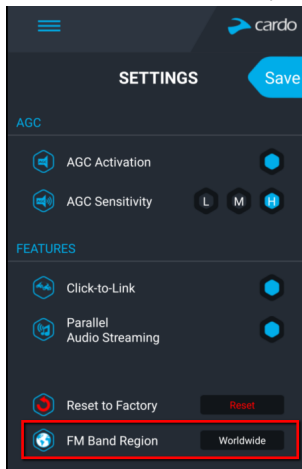 cardo
SETTINGS
Save
AGC
AGC Activation
AGC Sensitivity L M H
FEATURES
Click-to-Link
Parallel
Audio Streaming
Reset to Factory Reset
FM Band Region Worldwide